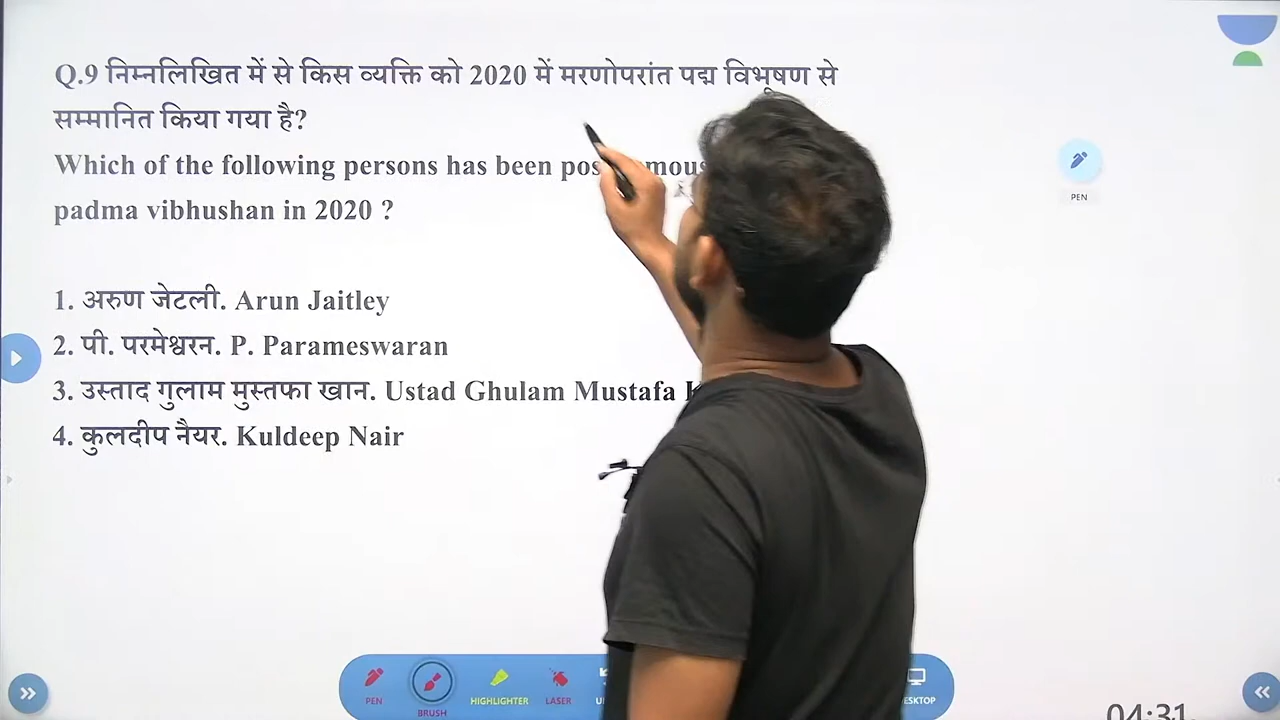 Q.9 निम्नलिखित में से किस व्यक्ति को 2020 में मरणोपरांत पद्म विभूषण से
सम्मानित किया गया है?
Which of the following persons has been
padma vibhushan in 2020 ?
1. अरुण जेटली. Arun Jaitley
2. पी. परमेश्वरन. P. Parameswaran
3. उस्ताद गुलाम मुस्तफा खान. Ustad Ghulam Mustafa
4. कुलदीप नैयर. Kuldeep Nair
PEN
PEN
BRUSH
HIGHLIGHTER
LASER
04:31